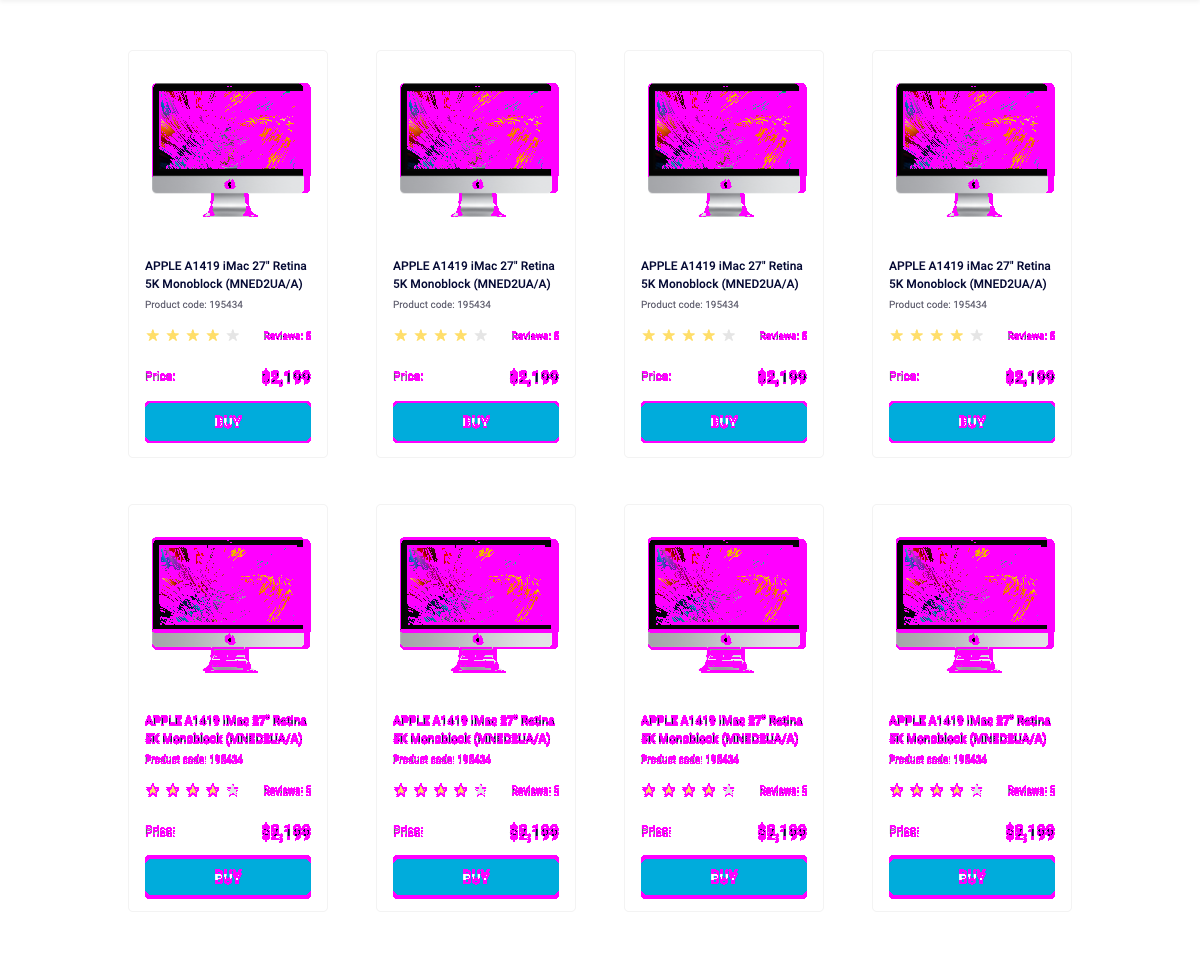 APPLE A1419 iMac 27" Retina APPLE A1419 iMac 27" Retina APPLE A1419 iMac 27" Retina APPLE A1419 iMac 27" Retina
5K Monoblock (MNED2UA/A) 5K Monoblock (MNED2UA/A) 5K Monoblock (MNED2UA/A) 5K Monoblock (MNED2UA/A)
Product code: 195434 Product code: 195434 Product code: 195434 Product code: 195434
Reviews: 5 Reviews: 5 Reviews: 5 Reviews: 5
Price: $2,199 Price: $2,199 Price: $2,199 Price: $2,199
BUY BUY BUY BUY
APPLE A1419 iMac 27" Retina APPLE A1419 iMac 27" Retina APPLE A1419 iMac 27" Retina APPLE A1419 iMac 27" Retina
5K Monoblock (MNED2UA/A) 5K Monoblock (MNED2UA/A) 5K Monoblock (MNED2UA/A) 5K Monoblock (MNED2UA/A)
Product code: 195434 Product code: 195434 Product code: 195434 Product code: 195434
Reviews: 5 Reviews: 5 Reviews: 5 Reviews: 5
Price: $2,199 Price: $2,199 Price: $2,199 Price: $2,199
BUY BUY BUY BUY